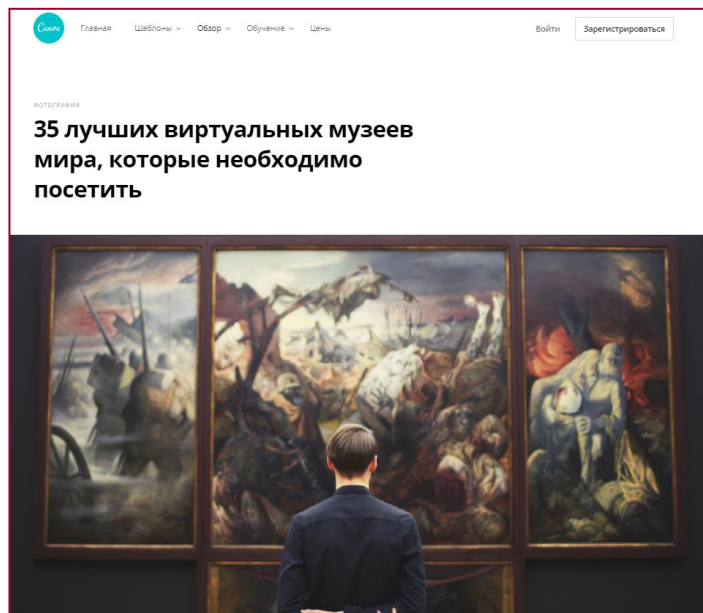 Canva Главная Шаблоны Обзор Обучение Цены Войти Зарегистрироваться
ФОТОГРАФИЯ
35 лучших виртуальных музеев
мира, которые необходимо
посетить